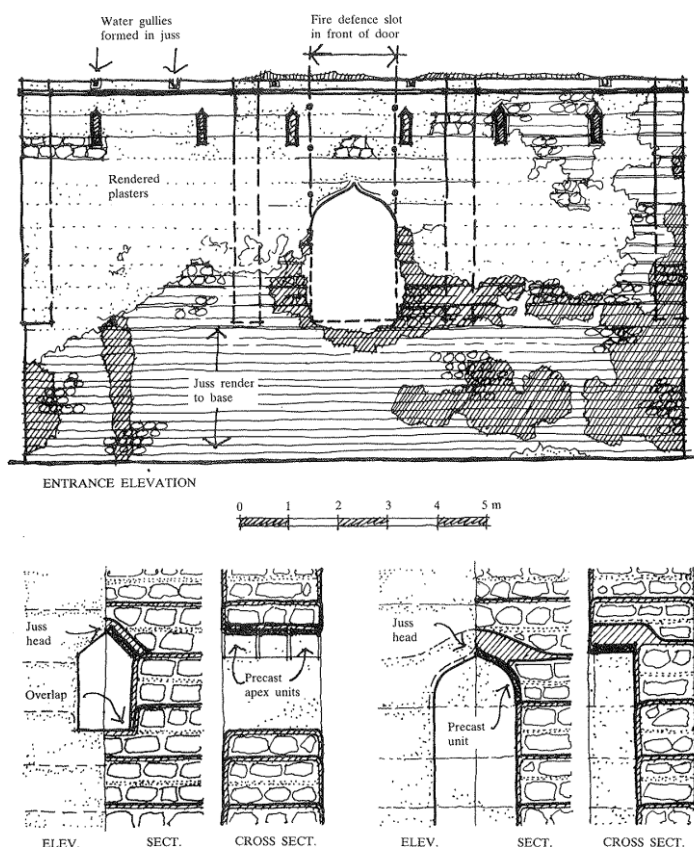 Water gullies
formed in juss
Fire defence slot
in front of door
Rendered
plasters
Juss render
to base
ENTRANCE ELEVATION
0 1 2 3 4 5 m
Juss
head
Overlap
Precast
apex units
Juss
head
Precast
unit
ELEV. SECT. CROSS SECT. ELEV. SECT. CROSS SECT.